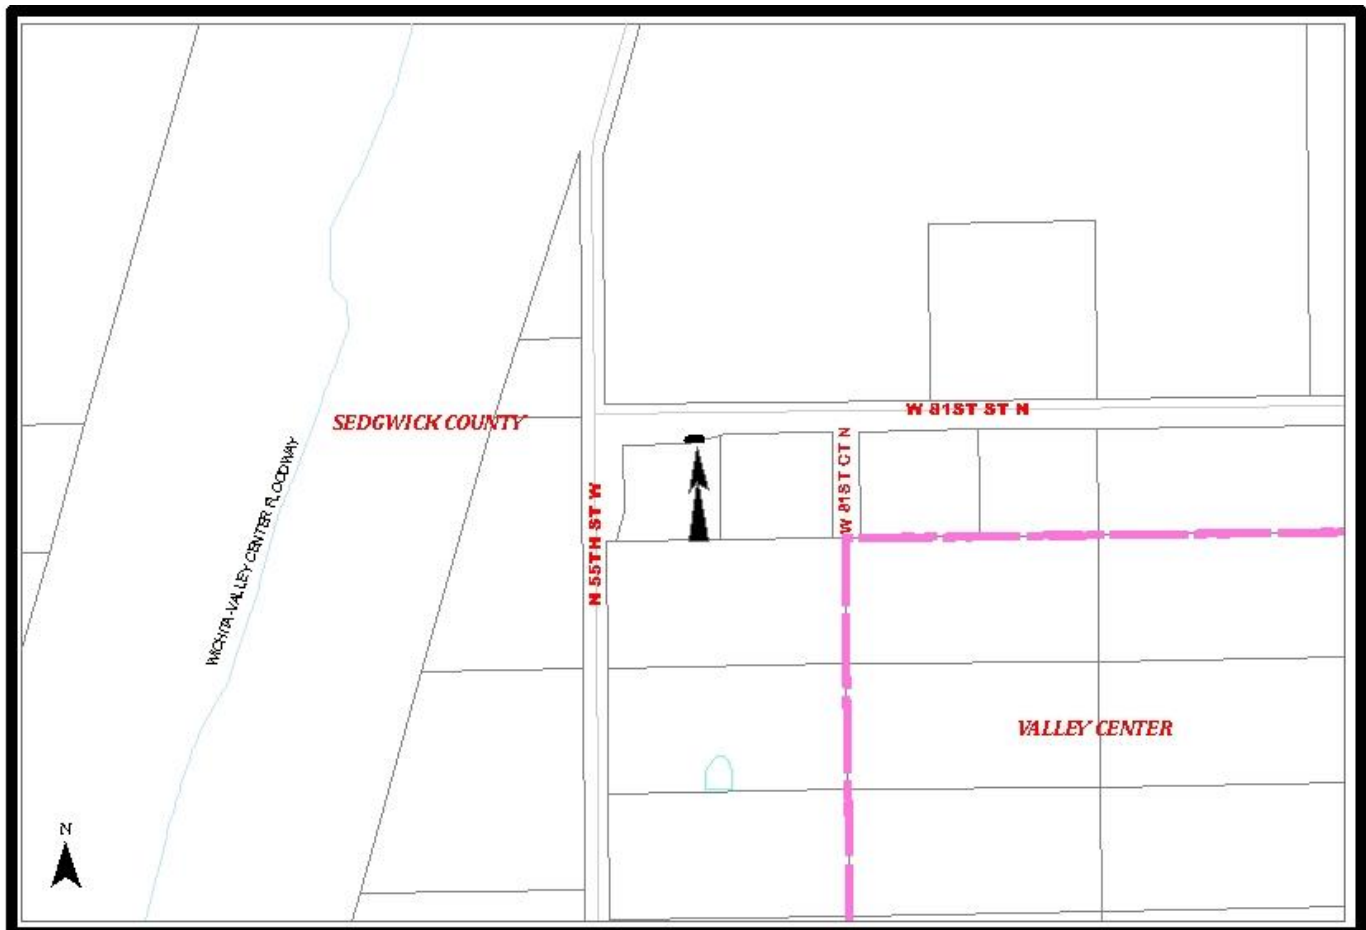 W 81ST ST N
SEDGWICK COUNTY
W 81ST CT N
WICHITA-VALLEY CENTER FLOODWAY
N 55TH ST W
VALLEY CENTER
N